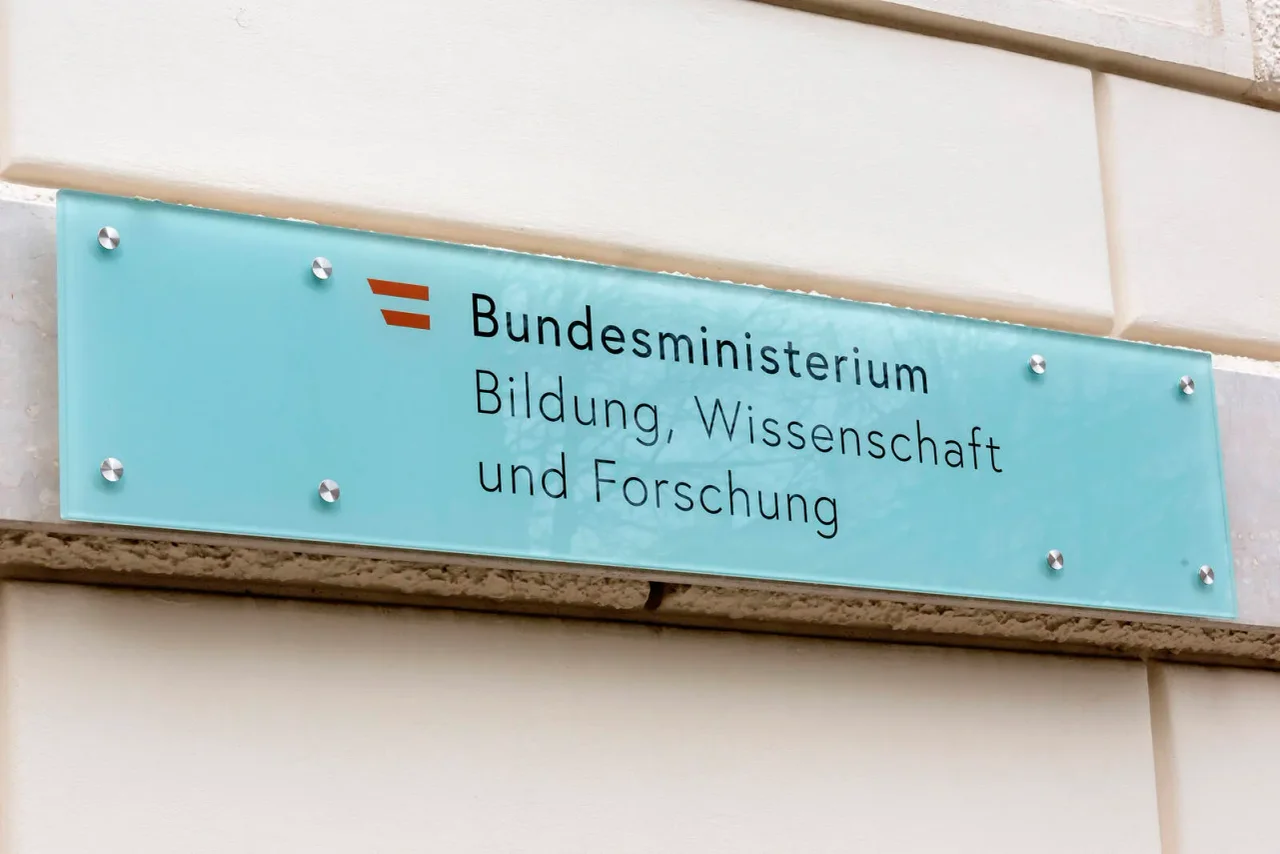 Bundesministerium
Bildung, Wissenschaft
und Forschung